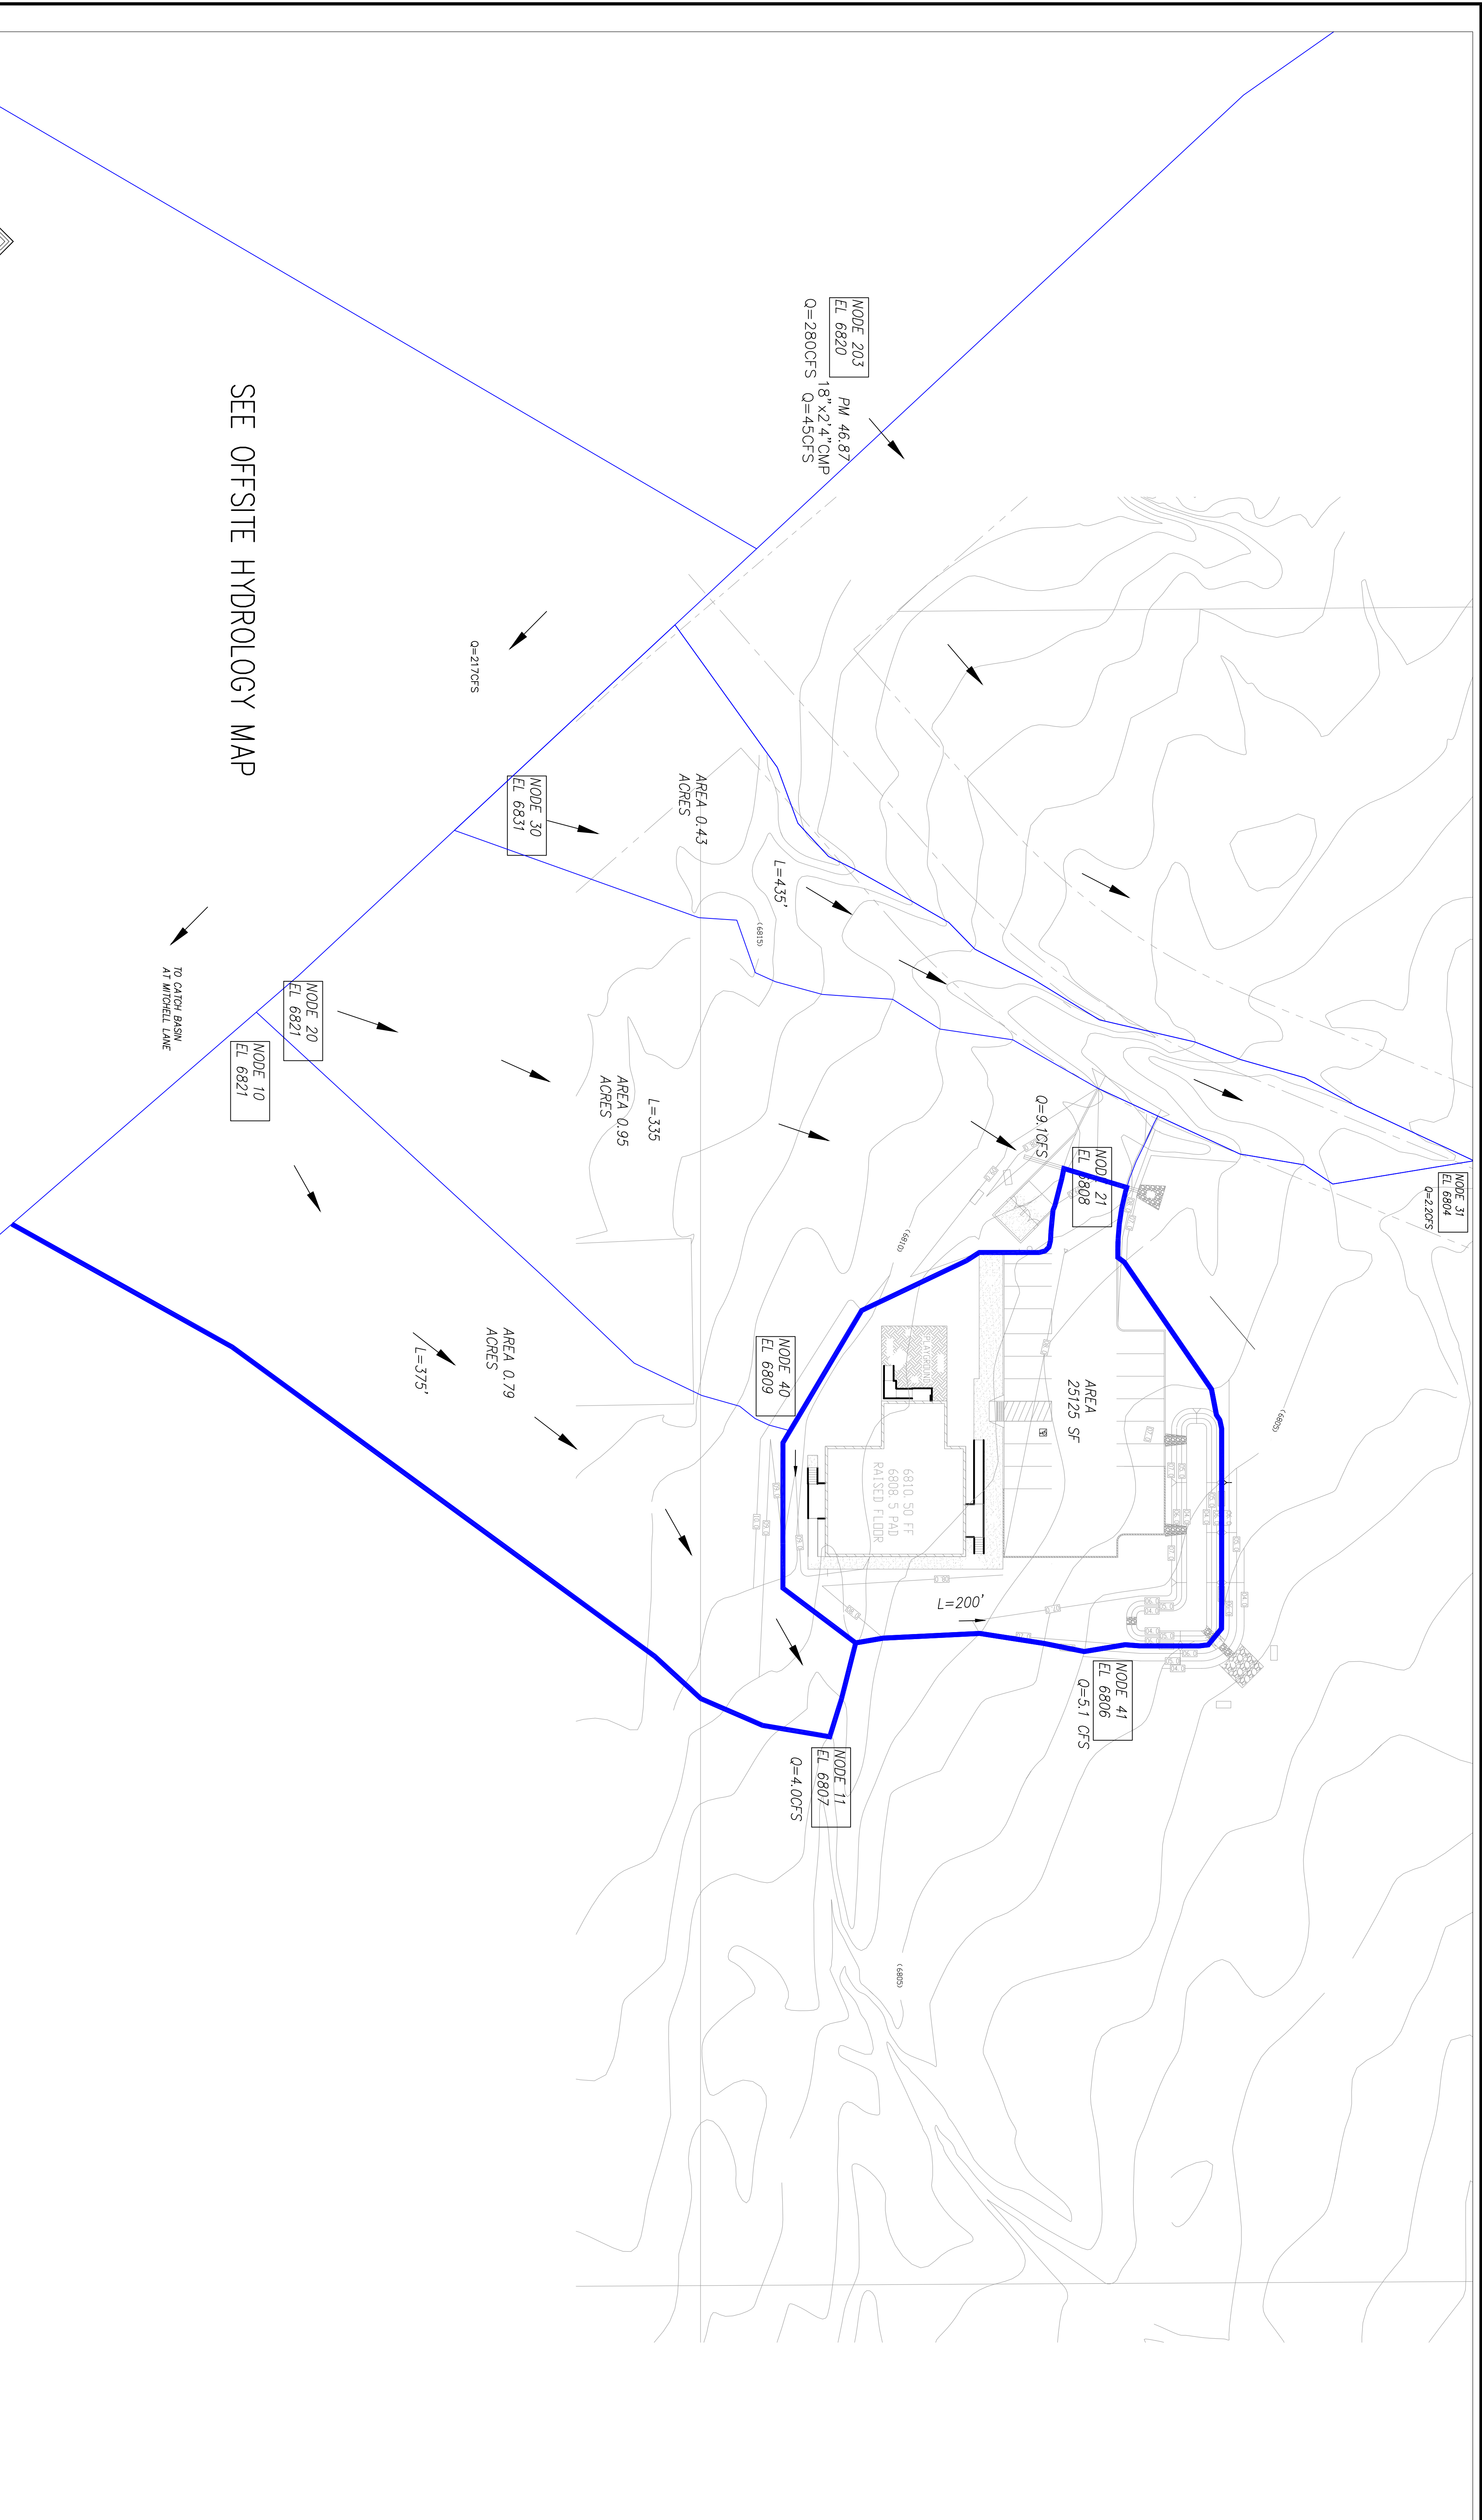 NODE 203
EL 6820
PM 46.87
18"x2'4"CMP
Q=280CFS Q=45CFS
SEE OFFSITE HYDROLOGY MAP
Q=217CFS
NODE 30
EL 6831
AREA 0.43
ACRES
L=435'
(6815)
TO CATCH BASIN
AT MITCHELL LANE
NODE 20
EL 6821
NODE 10
EL 6821
L=335
AREA 0.95
ACRES
Q=9.1CFS
NODE 21
EL 6808
NODE 31
EL 6804
Q=2.2CFS
(6810)
AREA 0.79
ACRES
L=375'
NODE 40
EL 6809
PLAYGROUND
AREA
25125 SF
(6805)
6810.50 FF
6808.5 PAD
RAISED FLOOR
L=200'
NODE 41
EL 6806
Q=5.1 CFS
NODE 11
EL 6807
Q=4.0CFS
(6805)